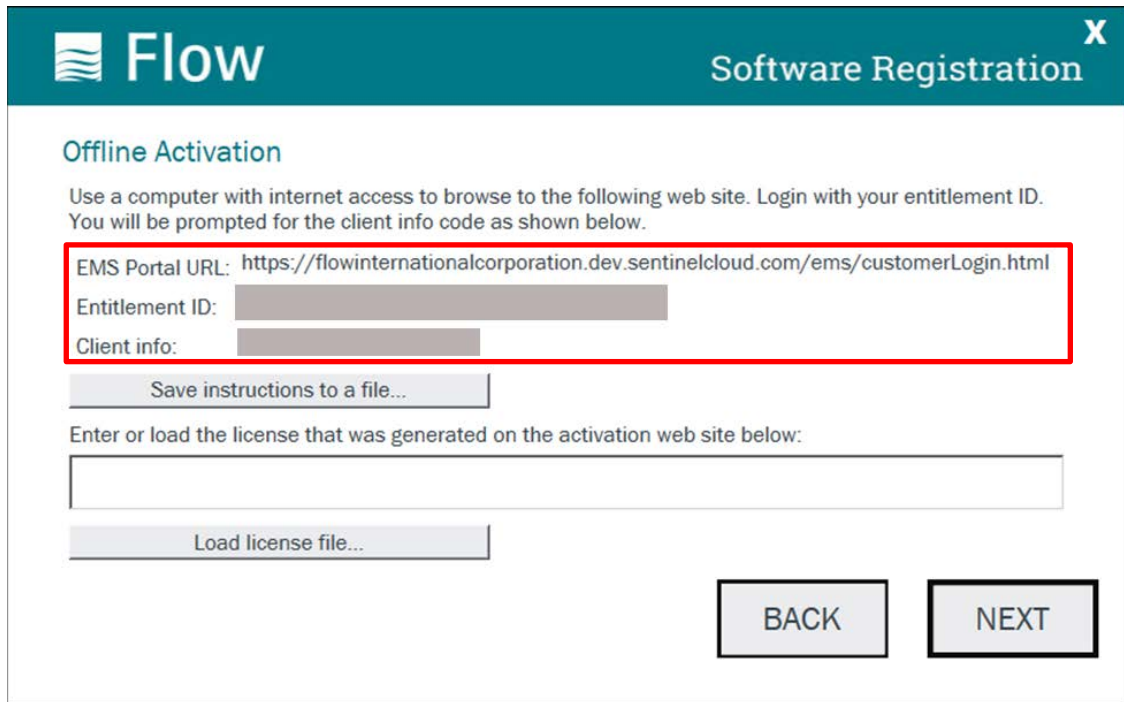 Flow
X
Software Registration
Offline Activation
Use a computer with internet access to browse to the following web site. Login with your entitlement ID.
You will be prompted for the client info code as shown below.
EMS Portal URL: https://flowinternationalcorporation.dev.sentinelcloud.com/ems/customerLogin.html
Entitlement ID:
Client info:
Save instructions to a file...
Enter or load the license that was generated on the activation web site below:
Load license file...
BACK
NEXT